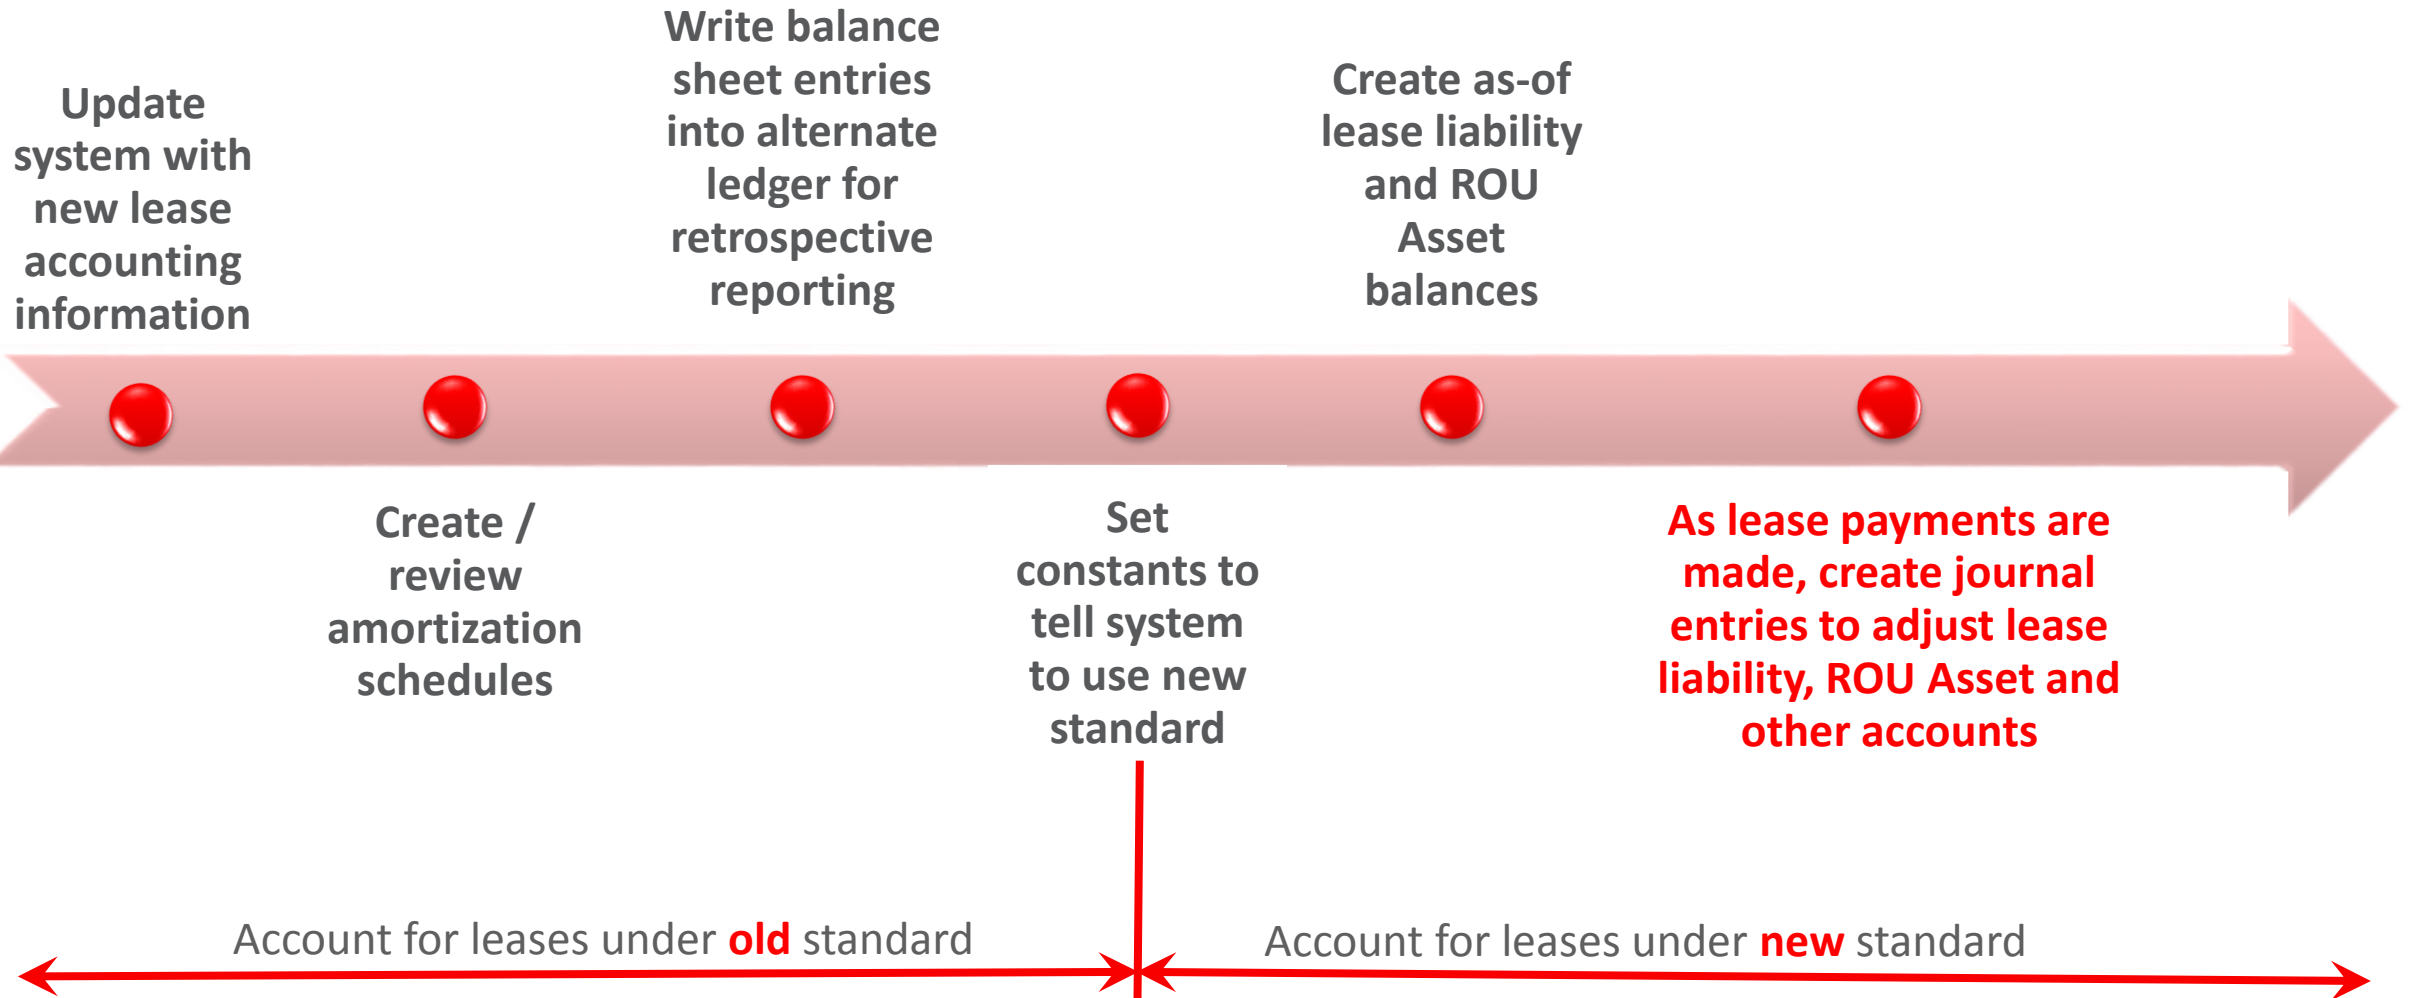 Update
system with
new lease
accounting
information
Create /
review
amortization
schedules
Write balance
sheet entries
into alternate
ledger for
retrospective
reporting
Set
constants to
tell system
to use new
standard
Create as-of
lease liability
and ROU
Asset
balances
As lease payments are
made, create journal
entries to adjust lease
liability, ROU Asset and
other accounts
Account for leases under old standard
Account for leases under new standard